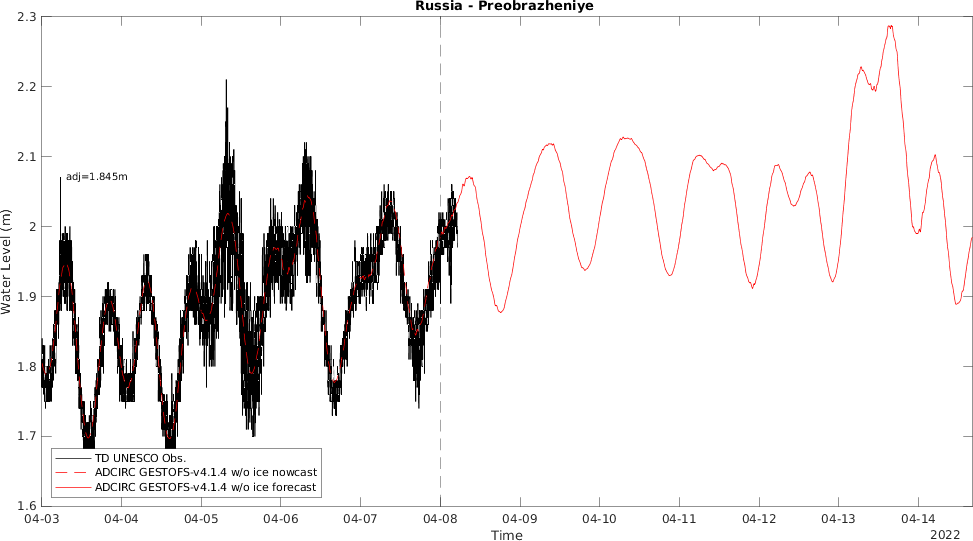 Russia - Preobrazheniye
2.3
2.2
2.1
2
1.9
1.8
1.7
1.6
Water Level (m)
adj=1.845m
TD UNESCO Obs.
ADCIRC GESTOFS-v4.1.4 w/o ice nowcast
ADCIRC GESTOFS-v4.1.4 w/o ice forecast
04-03 04-04 04-05 04-06 04-07 04-08 04-09 04-10 04-11 04-12 04-13 04-14
Time
2022